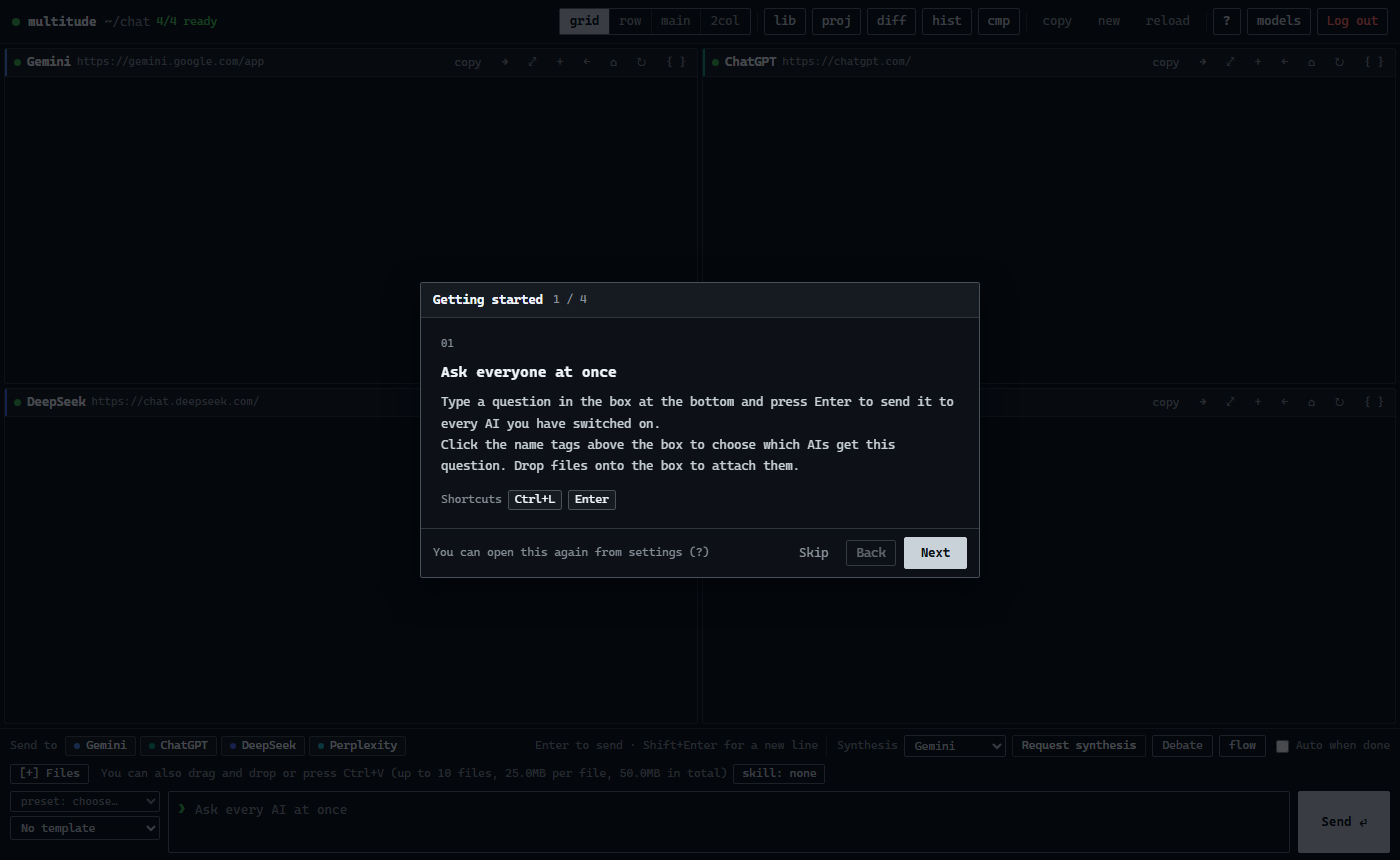 multitude ~/chat 4/4 ready
grid row main 2col lib proj diff hist cmp copy new reload ? models Log out
Gemini https://gemini.google.com/app copy
ChatGPT https://chatgpt.com/ copy
Getting started 1 / 4
01
Ask everyone at once
Type a question in the box at the bottom and press Enter to send it to
every AI you have switched on.
Click the name tags above the box to choose which AIs get this
question. Drop files onto the box to attach them.
Shortcuts Ctrl+L Enter
You can open this again from settings (?) Skip Back Next
DeepSeek https://chat.deepseek.com/
copy
Send to Gemini ChatGPT DeepSeek Perplexity
Enter to send · Shift+Enter for a new line Synthesis Gemini Request synthesis Debate flow Auto when done
[+] Files You can also drag and drop or press Ctrl+V (up to 10 files, 25.0MB per file, 50.0MB in total) skill: none
preset: choose…
No template
❯ Ask every AI at once
Send ↵